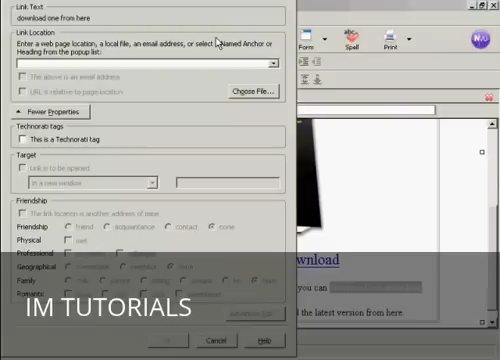 Link Text
download one from here
Link Location
Enter a web page location, a local file, an email address, or select a Named Anchor or
Heading from the popup list:
This above is an email address
URL is relative to page location
Choose File...
Fewer Properties
Technorati tags
This is a Technorati tag
Target
Link is to be opened
in a new window
Friendship
The link location is another address of mine
Friendship friend acquaintance contact none
Physical met
Professional
Geographical
Family
Romantic
Cancel Help
Form Spell Print
wnload
you can
d the latest version from here.
IM TUTORIALS